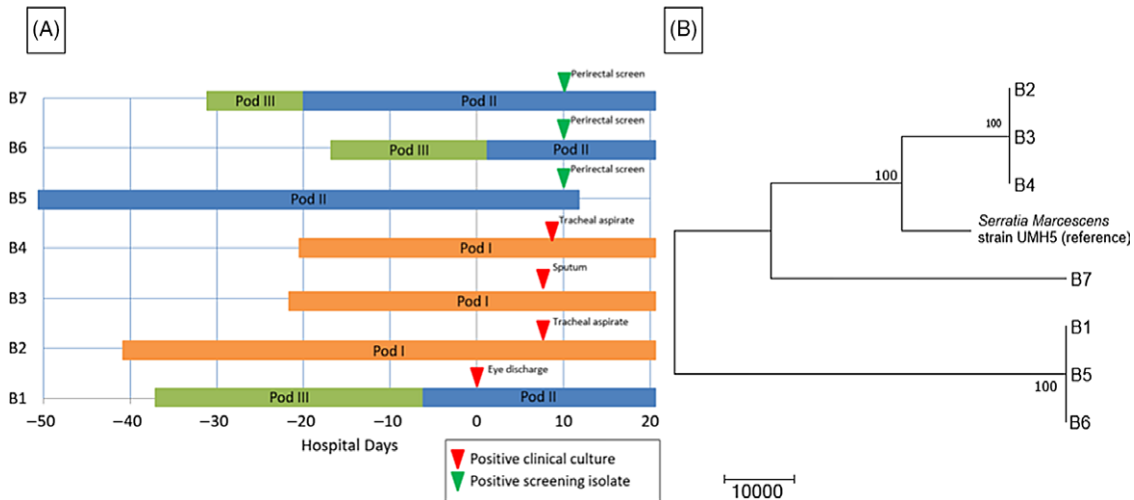 (A)
Perirectal screen
B7 Pod III Pod II
Perirectal screen
B6 Pod III Pod II
Perirectal screen
B5 Pod II
Tracheal aspirate
B4 Pod I
Sputum
B3 Pod I
Tracheal aspirate
B2 Pod I
Eye discharge
B1 Pod III Pod II
−50 −40 −30 −20 −10 0 10 20
Hospital Days
Positive clinical culture
Positive screening isolate
(B)
B2
100
B3
B4
100
Serratia Marcescens
strain UMH5 (reference)
B7
B1
B5
100
B6
10000